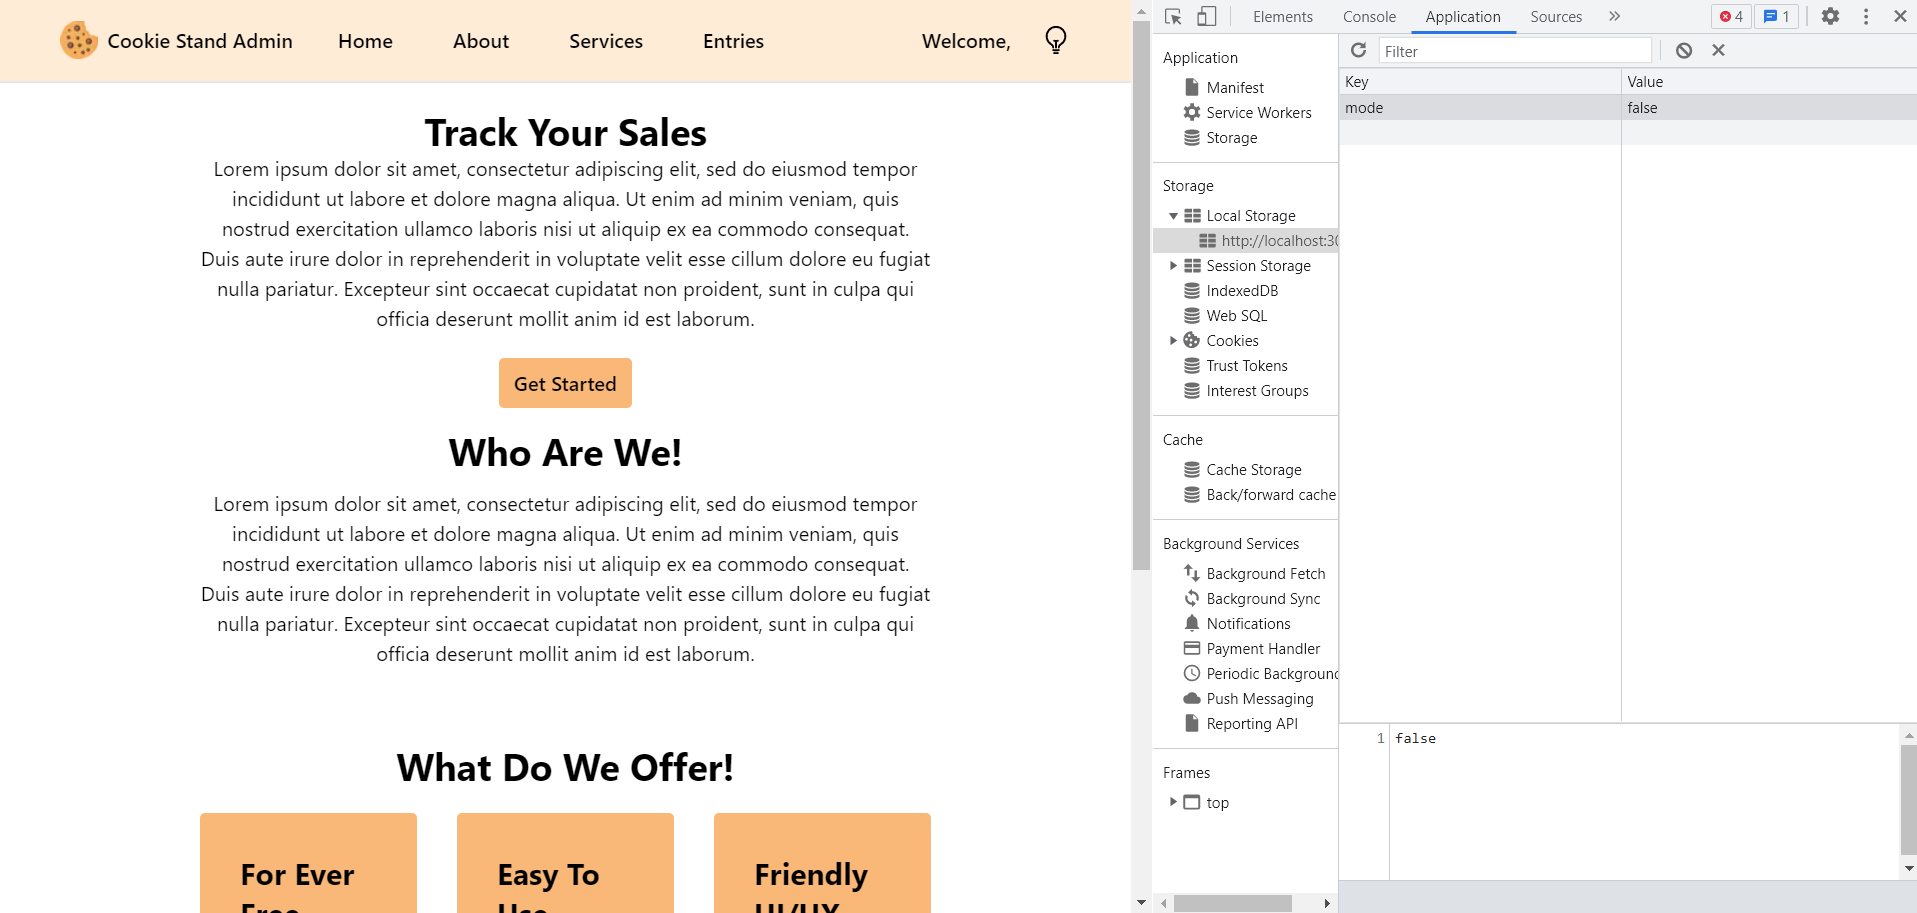 Cookie Stand Admin Home About Services Entries Welcome,
Track Your Sales
Lorem ipsum dolor sit amet, consectetur adipiscing elit, sed do eiusmod tempor
incididunt ut labore et dolore magna aliqua. Ut enim ad minim veniam, quis
nostrud exercitation ullamco laboris nisi ut aliquip ex ea commodo consequat.
Duis aute irure dolor in reprehenderit in voluptate velit esse cillum dolore eu fugiat
nulla pariatur. Excepteur sint occaecat cupidatat non proident, sunt in culpa qui
officia deserunt mollit anim id est laborum.
Get Started
Who Are We!
Lorem ipsum dolor sit amet, consectetur adipiscing elit, sed do eiusmod tempor
incididunt ut labore et dolore magna aliqua. Ut enim ad minim veniam, quis
nostrud exercitation ullamco laboris nisi ut aliquip ex ea commodo consequat.
Duis aute irure dolor in reprehenderit in voluptate velit esse cillum dolore eu fugiat
nulla pariatur. Excepteur sint occaecat cupidatat non proident, sunt in culpa qui
officia deserunt mollit anim id est laborum.
What Do We Offer!
For Ever
Free
Easy To
Use
Friendly
UI/UX
Elements Console Application Sources » 4 1
Application
Manifest
Service Workers
Storage
Storage
Local Storage
http://localhost:30
Session Storage
IndexedDB
Web SQL
Cookies
Trust Tokens
Interest Groups
Cache
Cache Storage
Back/forward cache
Background Services
Background Fetch
Background Sync
Notifications
Payment Handler
Periodic Background
Push Messaging
Reporting API
Frames
top
Filter
Key Value
mode false
1 false